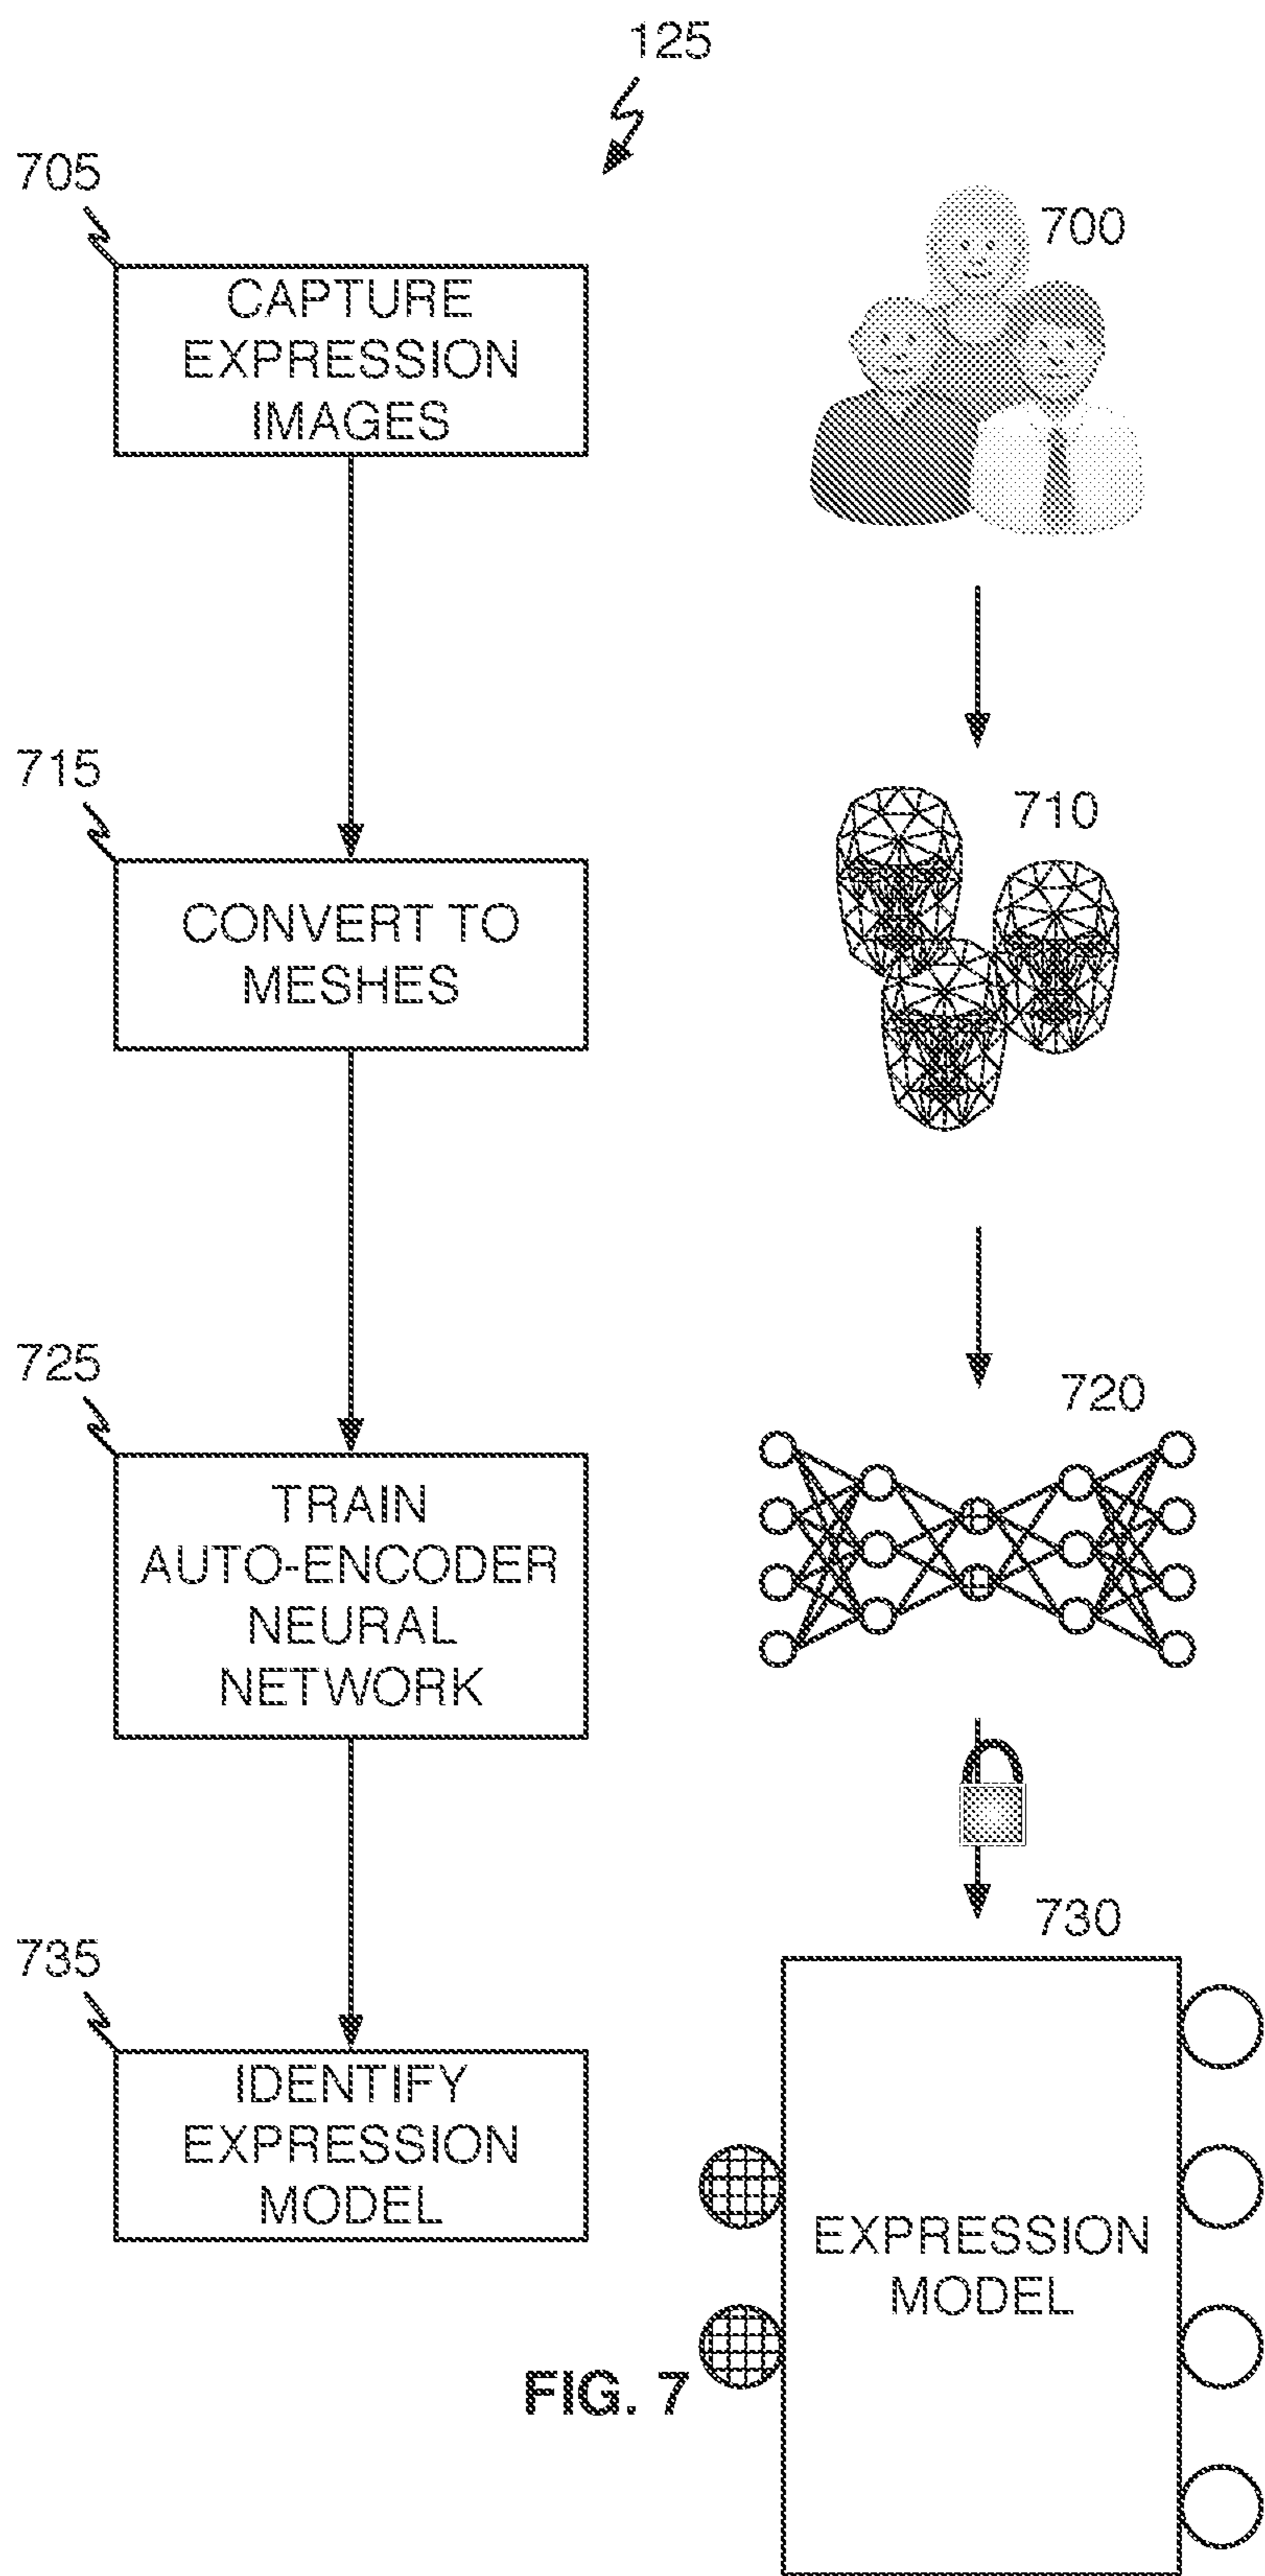 125
705
CAPTURE
EXPRESSION
IMAGES
700
715
CONVERT TO
MESHES
710
725
TRAIN
AUTO-ENCODER
NEURAL
NETWORK
720
735
IDENTIFY
EXPRESSION
MODEL
730
EXPRESSION
MODEL
FIG. 7